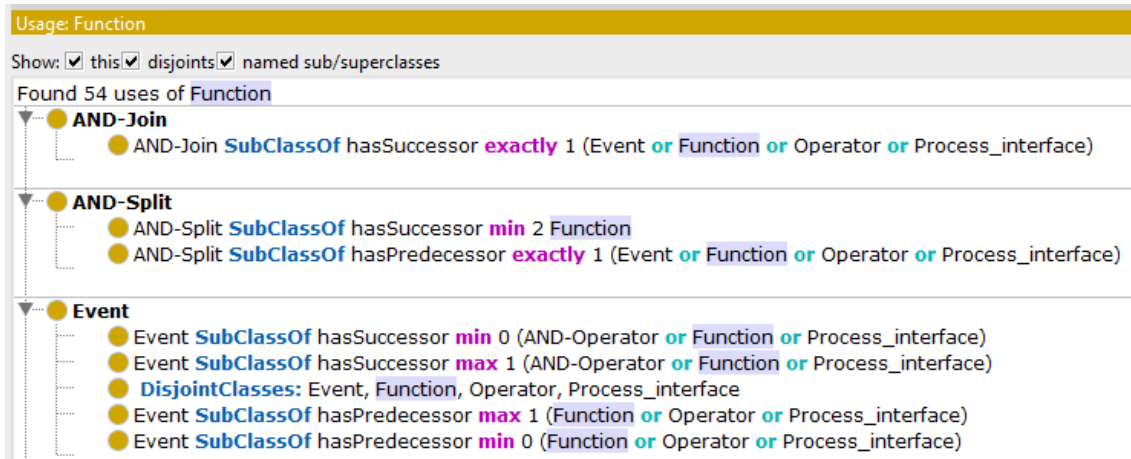 Usage: Function
Show: this disjoints named sub/superclasses
Found 54 uses of Function
AND-Join
AND-Join SubClassOf hasSuccessor exactly 1 (Event or Function or Operator or Process_interface)
AND-Split
AND-Split SubClassOf hasSuccessor min 2 Function
AND-Split SubClassOf hasPredecessor exactly 1 (Event or Function or Operator or Process_interface)
Event
Event SubClassOf hasSuccessor min 0 (AND-Operator or Function or Process_interface)
Event SubClassOf hasSuccessor max 1 (AND-Operator or Function or Process_interface)
DisjointClasses: Event, Function, Operator, Process_interface
Event SubClassOf hasPredecessor max 1 (Function or Operator or Process_interface)
Event SubClassOf hasPredecessor min 0 (Function or Operator or Process_interface)